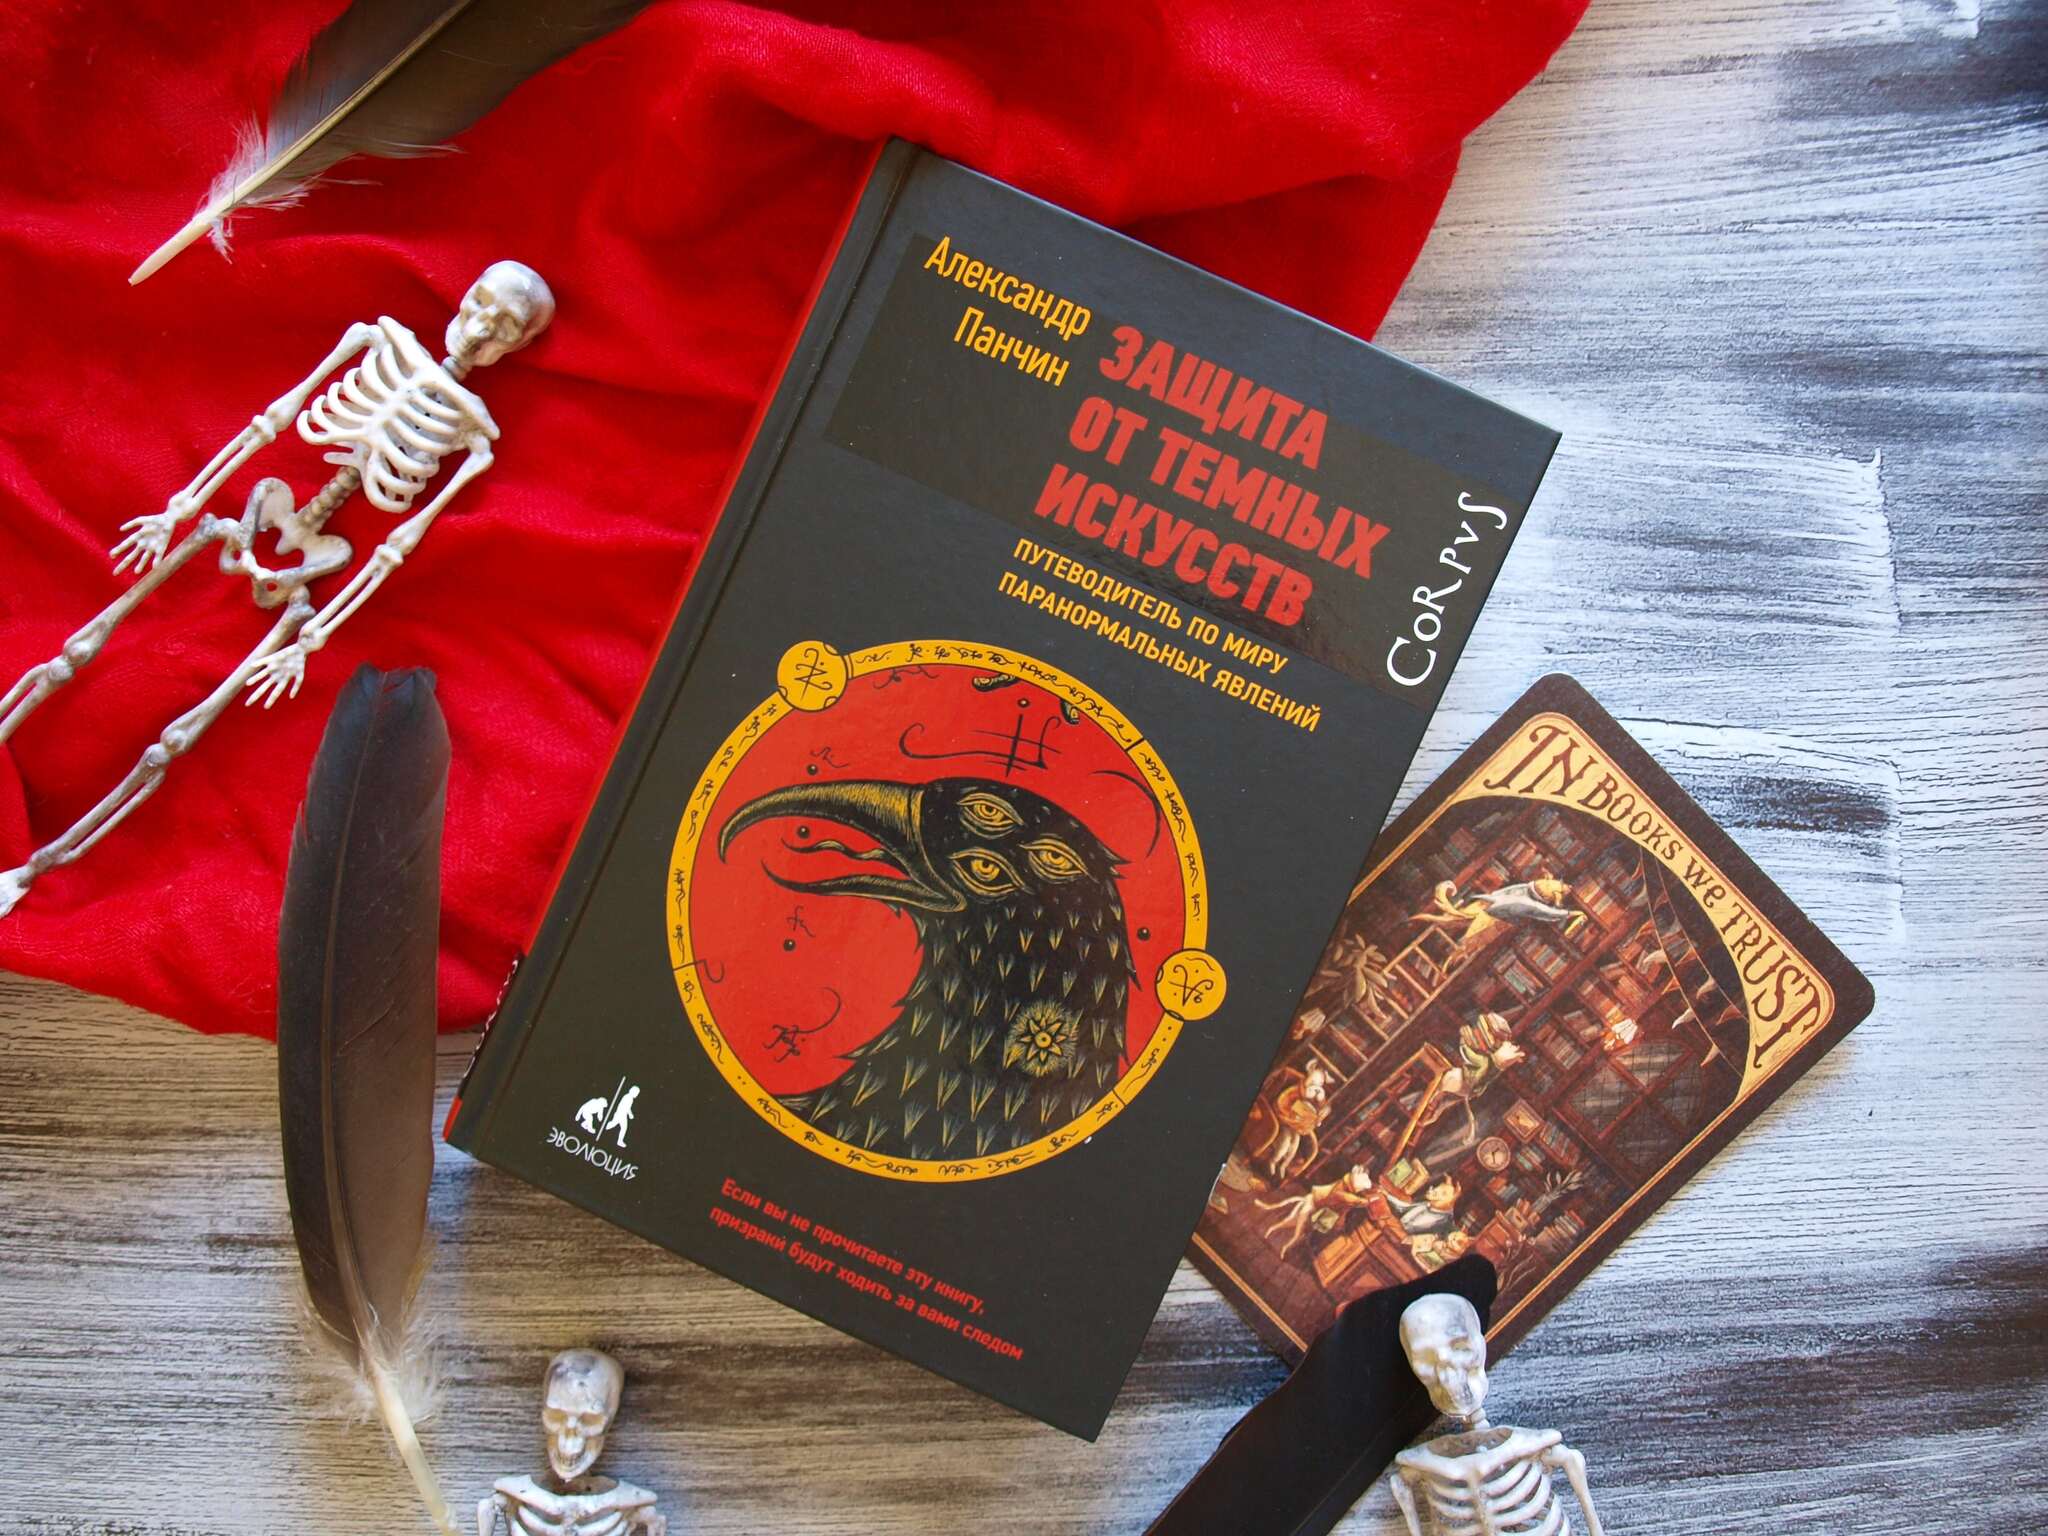 Александр
Панчин
ЗАЩИТА
ОТ ТЕМНЫХ
ИСКУССТВ
ПУТЕВОДИТЕЛЬ ПО МИРУ
ПАРАНОРМАЛЬНЫХ ЯВЛЕНИЙ
CORPVS
ЭВОЛЮЦИЯ
Если вы не прочитаете эту книгу,
призраки будут ходить за вами следом
IN BOOKS WE TRUST